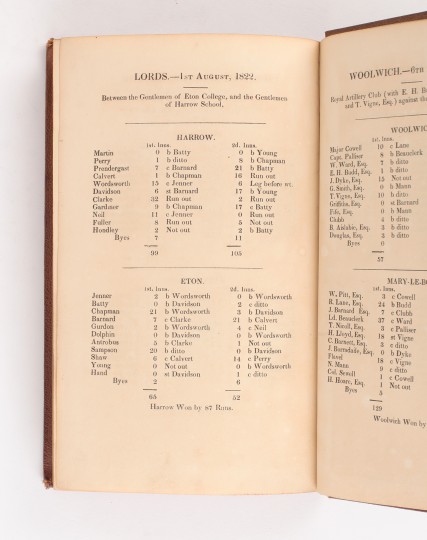 LORDS.—1ST AUGUST, 1822.
Between the Gentlemen of Eton College, and the Gentlemen
of Harrow School,
HARROW.
1st. Inns. 2d. Inns.
Martin 0 b Batty 0 b Young
Perry 1 b ditto 8 b Chapman
Prendergast 7 c Barnard 21 b Batty
Calvert 1 b Chapman 16 Run out
Wordsworth 15 c Jenner 6 Leg before wt.
Davidson 6 st Barnard 17 b Young
Clarke 32 Run out 2 Run out
Gardner 9 b Chapman 17 c Batty
Neil 11 c Jenner 0 Run out
Fuller 8 Run out 5 Not out
Hondley 2 Not out 2 b Batty
Byes 7 11
99 105
ETON.
1st. Inns. 2d. Inns.
Jenner 2 b Wordsworth 0 b Wordsworth
Batty 0 b Davidson 2 c ditto
Chapman 21 b Wordsworth 3 b Davidson
Barnard 7 c Clarke 21 b Calvert
Gurdon 2 b Wordsworth 4 c Neil
Dolphin 0 b Davidson 0 b Wordsworth
Antrobus 5 b Clarke 1 Not out
Sampson 20 b ditto 0 b Davidson
Shaw 6 c Calvert 14 c Perry
Young 0 Not out 0 b Wordsworth
Hand 0 st Davidson 1 c ditto
Byes 2 6
65 52
Harrow Won by 87 Runs.
WOOLWICH.—6TH
Royal Artillery Club (with E. H. B
and T. Vigne, Esq.) against th
WOOLWIC
1st. Inns.
Major Cowell 10 c Lane
Capt. Palliser 8 b Beauclerk
W. Ward, Esq. 7 b ditto
E. H. Budd, Esq. 1 b ditto
J. Dyke, Esq. 15 Not out
G. Smith, Esq. 0 b Mann
T. Vigne, Esq. 10 b ditto
Griffiths, Esq. 0 st Barnard
Fife, Esq. 0 b Mann
Clubb 4 b ditto
B. Aislabie, Esq. 3 b ditto
Douglas, Esq. 3 b ditto
Byes 0
57
MARY-LE-BO
1st. Inns.
W. Pitt, Esq. 3 c Cowell
B. Lane, Esq. 24 b Budd
J. Barnard Esq. 7 c Clubb
Ld. Beauclerk 37 c Ward
T. Nicoll, Esq. 3 c Palliser
H. Lloyd, Esq. 18 st Vigne
C. Barnett, Esq. 3 b ditto
J. Barnetade, Esq. 0 b Dyke
Flavel 18 c Vigne
N. Mann 9 c ditto
Col. Newell 1 c Cowell
H. Hoare, Esq. 1 Not out
Byes 5
129
Woolwich Won by